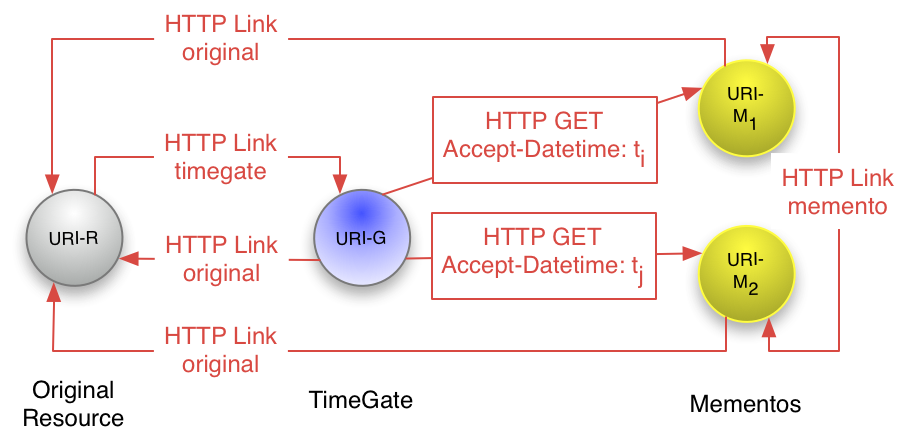 HTTP Link
original
HTTP Link
timegate
HTTP GET
Accept-Datetime: ti
URI-
M1
HTTP Link
memento
URI-R
HTTP Link
original
URI-G
HTTP GET
Accept-Datetime: tj
URI-
M2
HTTP Link
original
Original
Resource
TimeGate
Mementos